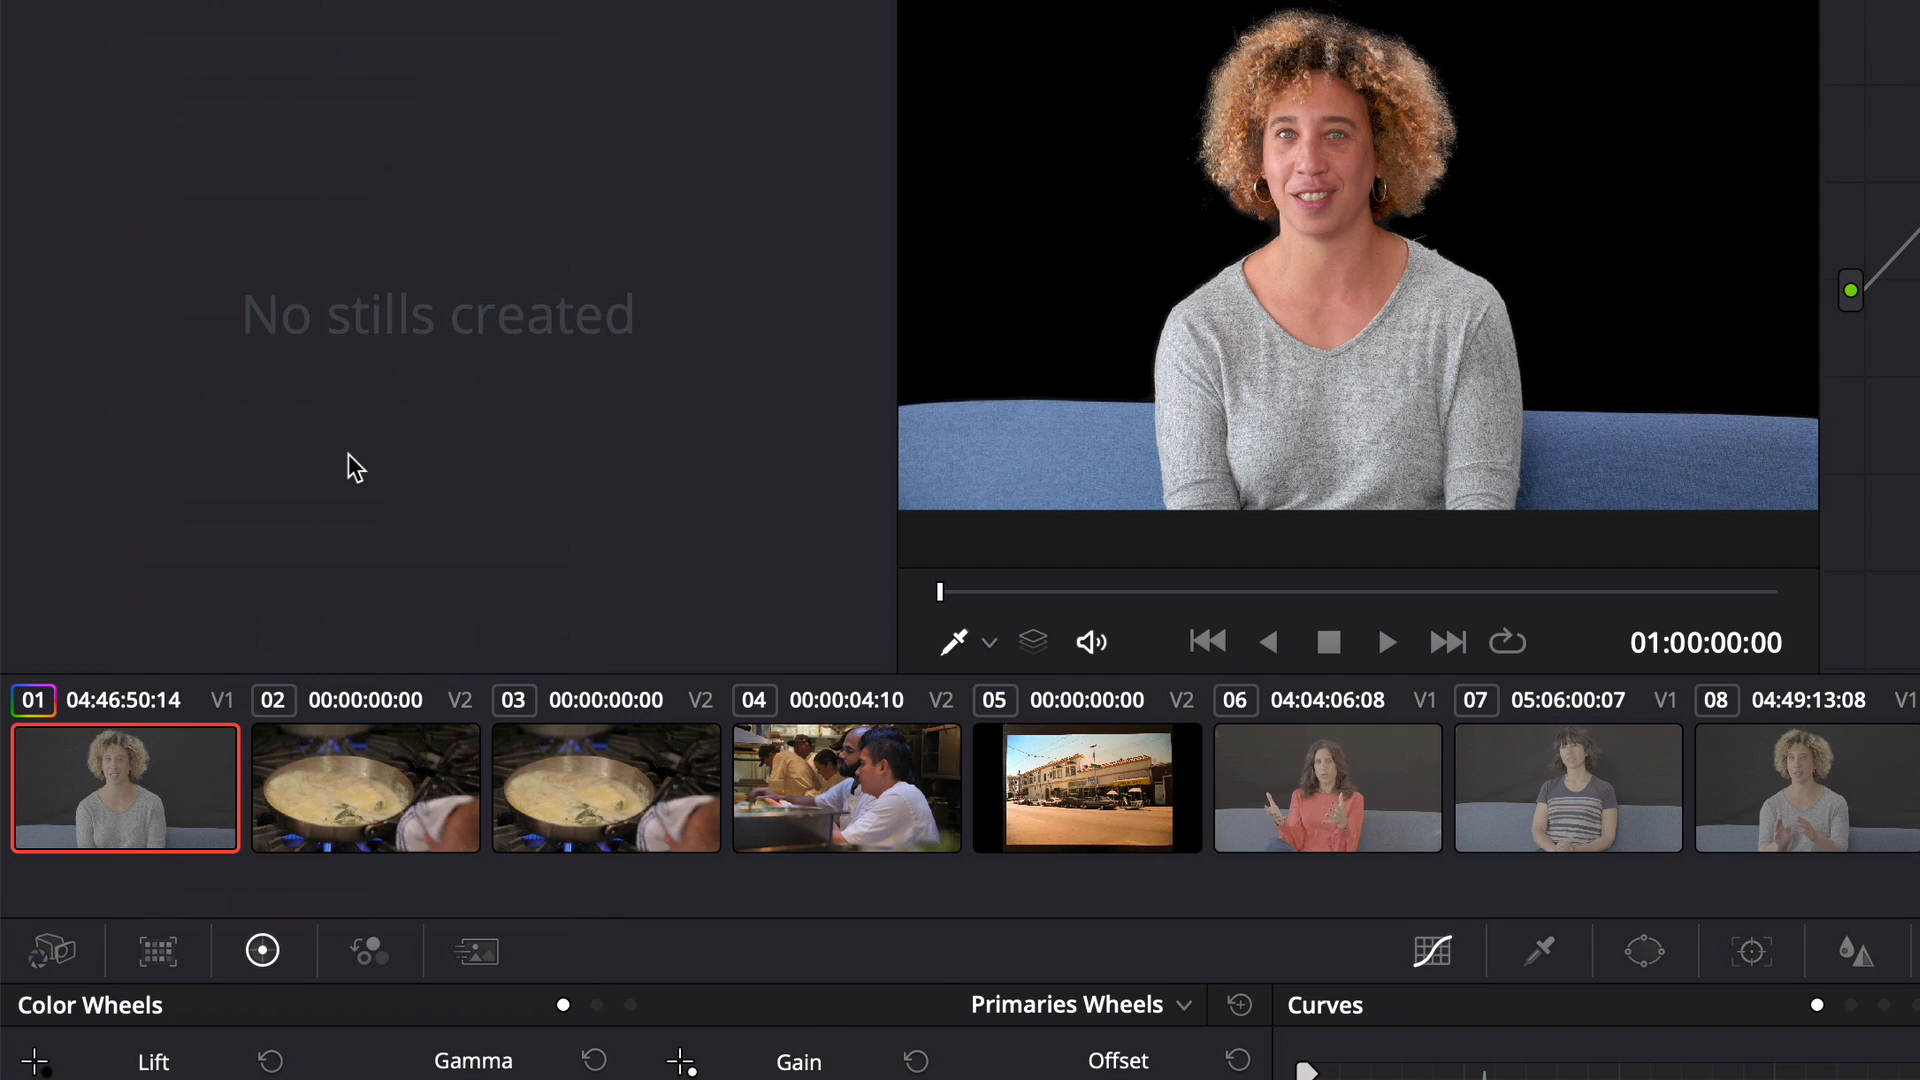 No stills created
01:00:00:00
01 04:46:50:14 V1 02 00:00:00:00 V2 03 00:00:00:00 V2 04 00:00:04:10 V2 05 00:00:00:00 V2 06 04:04:06:08 V1 07 05:06:00:07 V1 08 04:49:13:08 V1
Color Wheels Primaries Wheels Curves
Lift Gamma Gain Offset